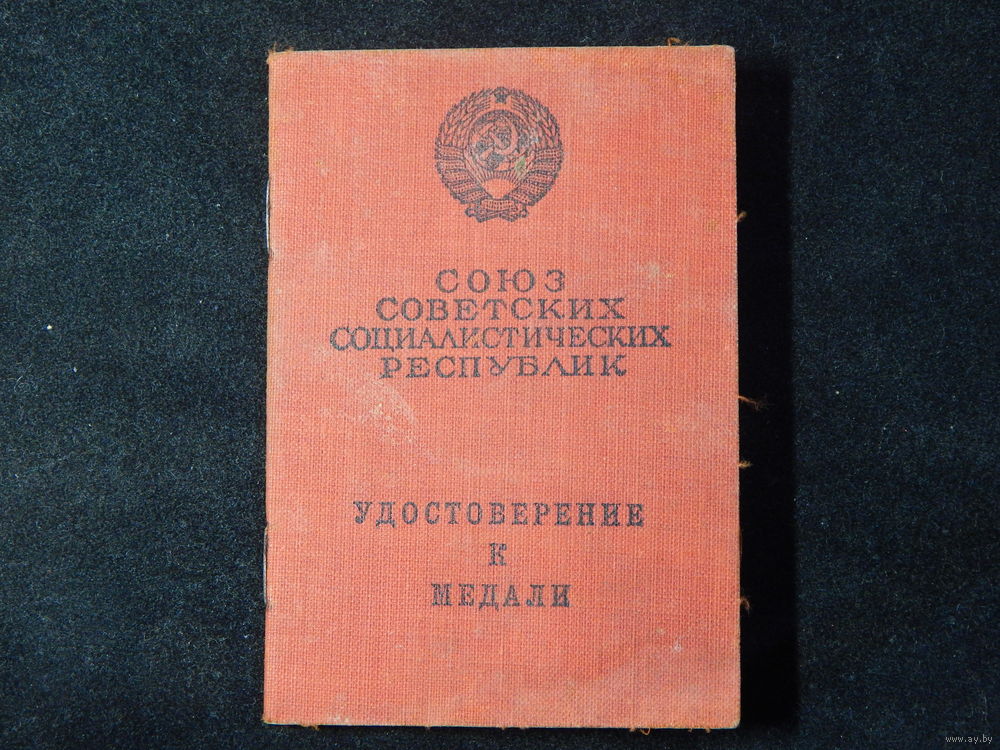 СОЮЗ
СОВЕТСКИХ
СОЦИАЛИСТИЧЕСКИХ
РЕСПУБЛИК
УДОСТОВЕРЕНИЕ
К
МЕДАЛИ
www.ay.by